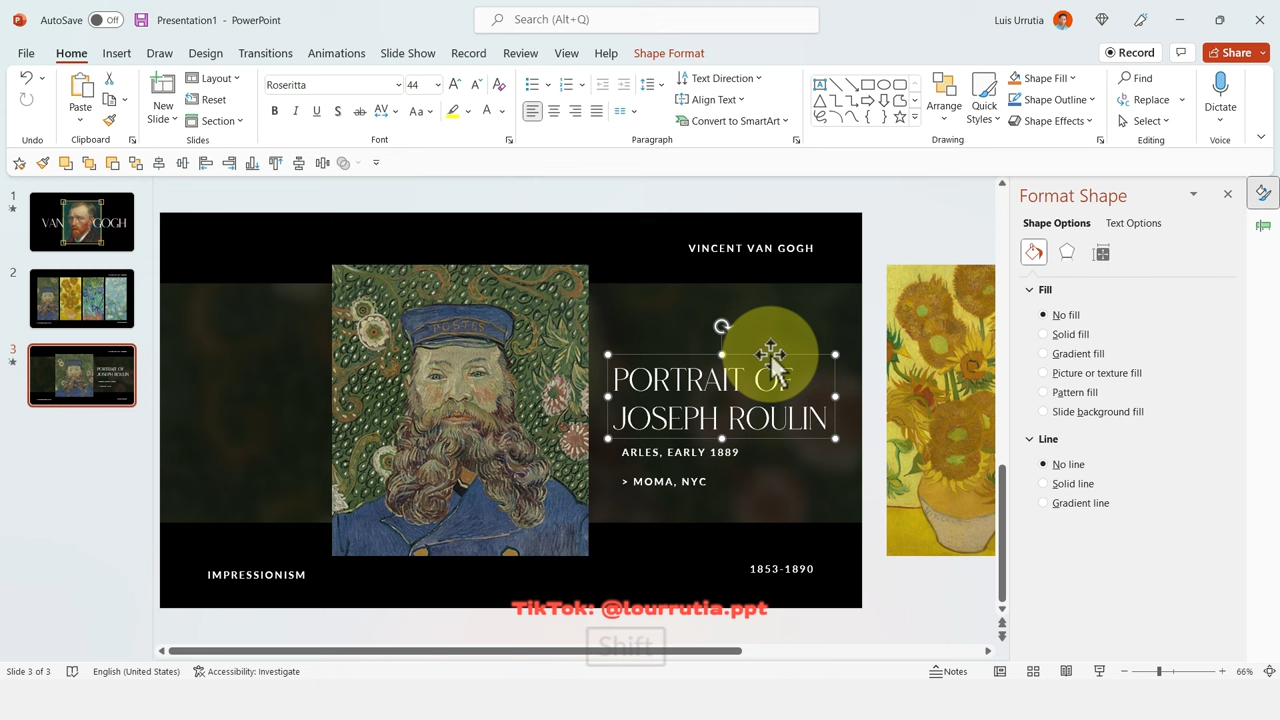 AutoSave Off Presentation1 - PowerPoint Search (Alt+Q) Luis Urrutia
File Home Insert Draw Design Transitions Animations Slide Show Record Review View Help Shape Format Record Share
Undo
Paste
Clipboard
New Slide
Layout
Reset
Section
Slides
Roseritta 44
Font
Text Direction
Align Text
Convert to SmartArt
Paragraph
Arrange
Quick Styles
Shape Fill
Shape Outline
Shape Effects
Drawing
Find
Replace
Select
Editing
Dictate
Voice
1
VAN GOGH
2
3
PORTRAIT OF
JOSEPH ROULIN
VINCENT VAN GOGH
POSTES
PORTRAIT OF
JOSEPH ROULIN
ARLES, EARLY 1889
> MOMA, NYC
IMPRESSIONISM
1853-1890
TikTok: @lourrutia.ppt
Shift
Format Shape
Shape Options Text Options
Fill
No fill
Solid fill
Gradient fill
Picture or texture fill
Pattern fill
Slide background fill
Line
No line
Solid line
Gradient line
Slide 3 of 3 English (United States) Accessibility: Investigate Notes 66%